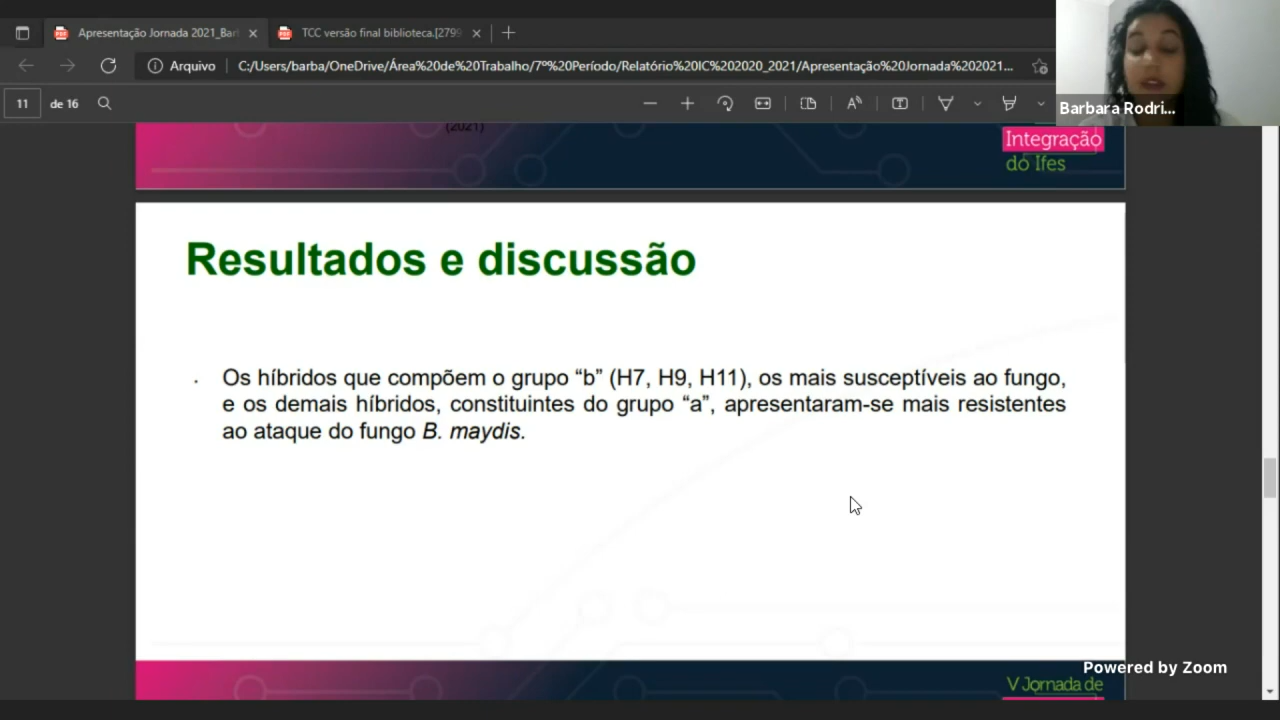 Apresentação Jornada 2021_Bar
TCC versão final biblioteca.[2799
Arquivo
C:/Users/barba/OneDrive/Área%20de%20Trabalho/7º%20Período/Relatório%20IC%202020_2021/Apresentação%20Jornada%202021...
11 de 16
Barbara Rodri...
(2021)
Integração
do Ifes
Resultados e discussão
Os híbridos que compõem o grupo “b” (H7, H9, H11), os mais susceptíveis ao fungo,
e os demais híbridos, constituintes do grupo “a”, apresentaram-se mais resistentes
ao ataque do fungo B. maydis.
Powered by Zoom
V Jornada de